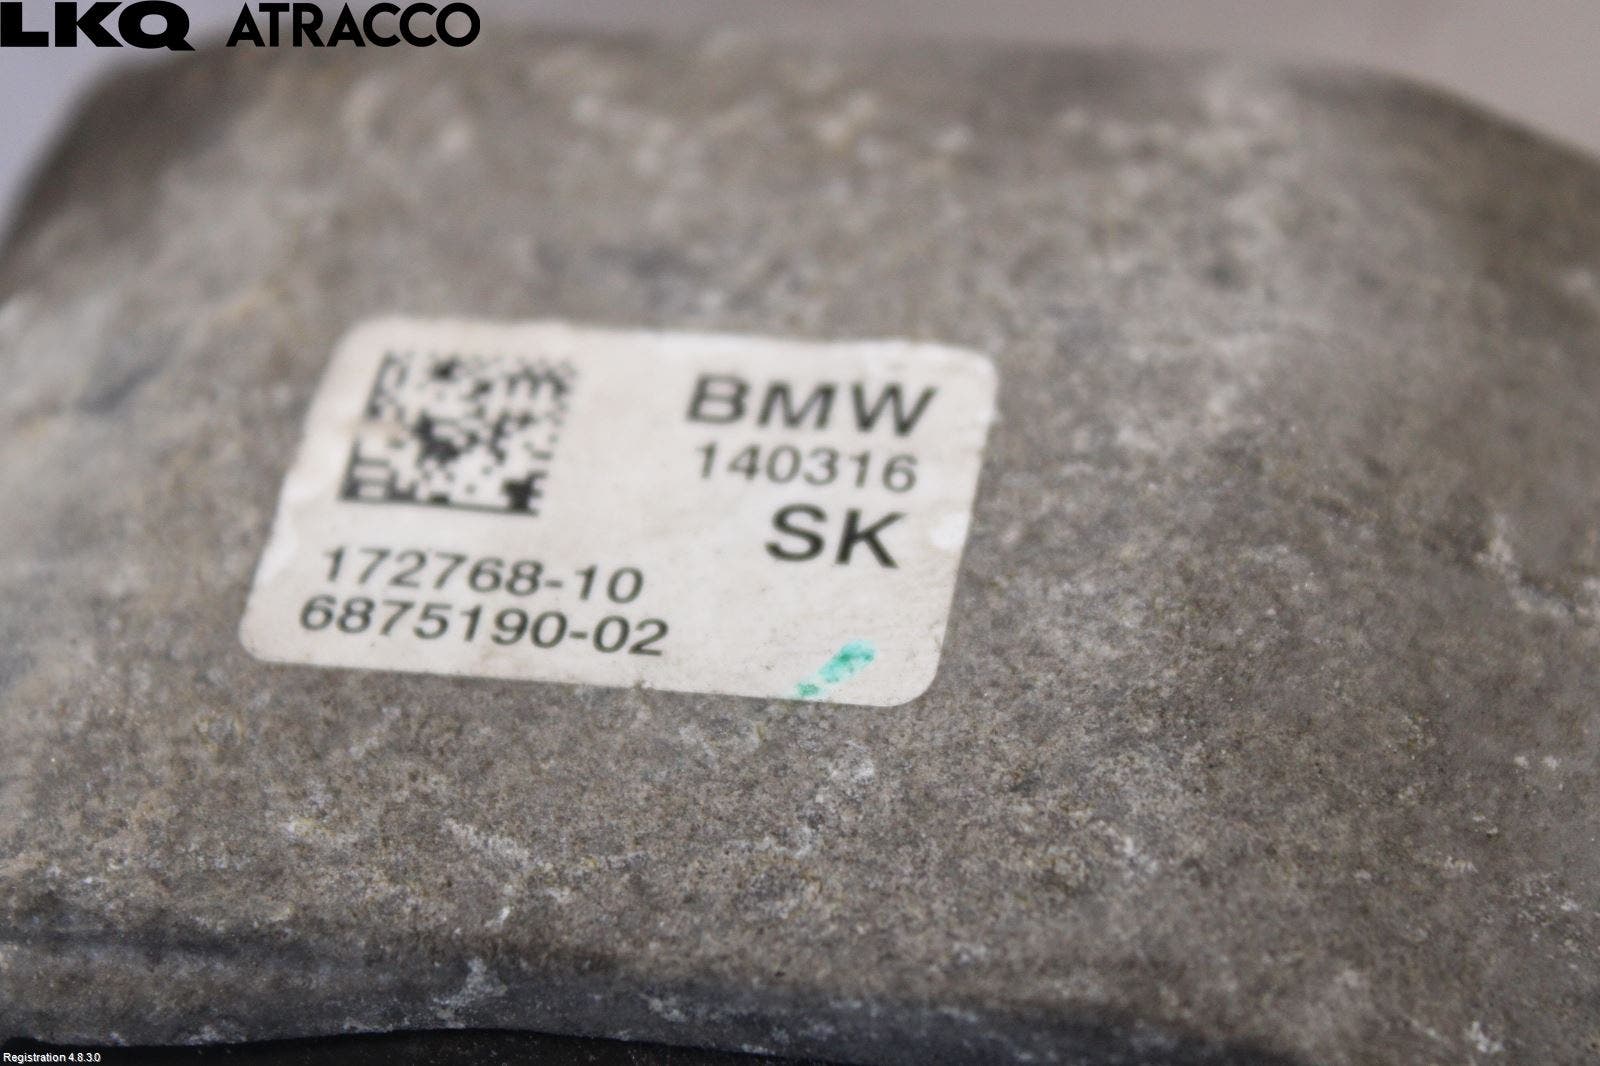 LKQ ATRACCO
BMW
140316
SK
172768-10
6875190-02
Registration 4.8.3.0